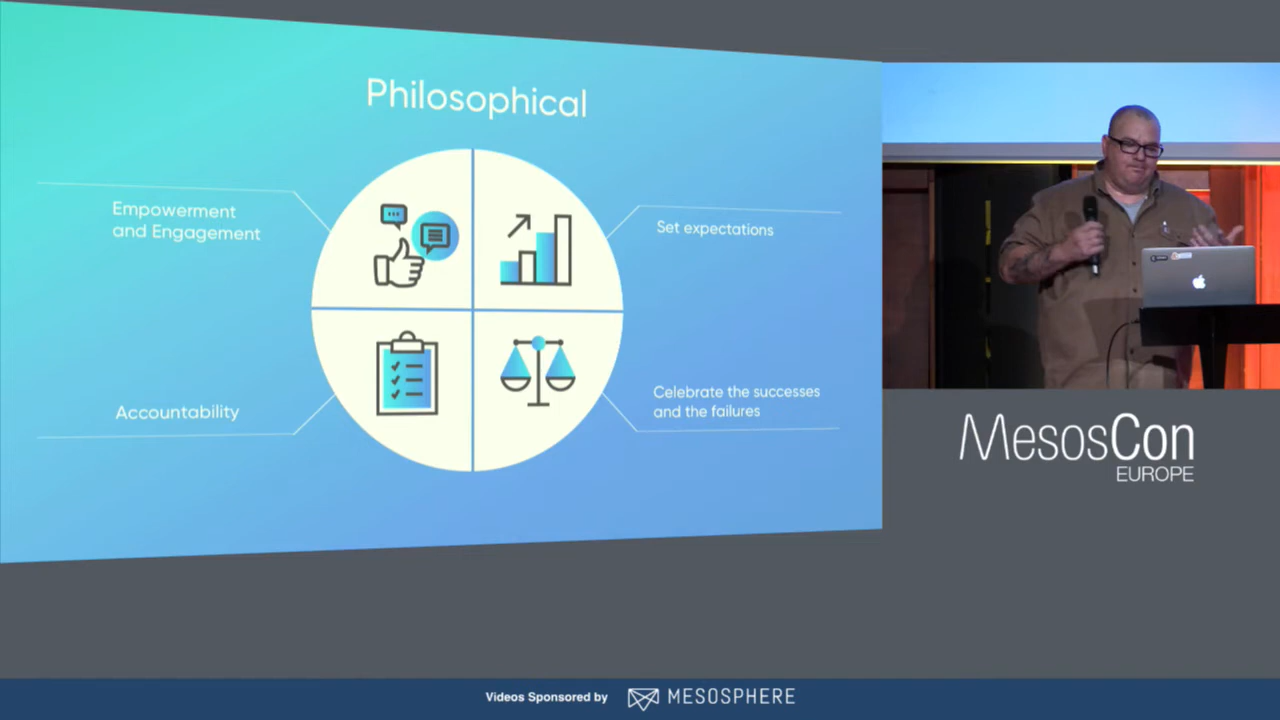 Philosophical
Empowerment
and Engagement
Set expectations
Accountability
Celebrate the successes
and the failures
MesosCon
EUROPE
Videos Sponsored by
MESOSPHERE